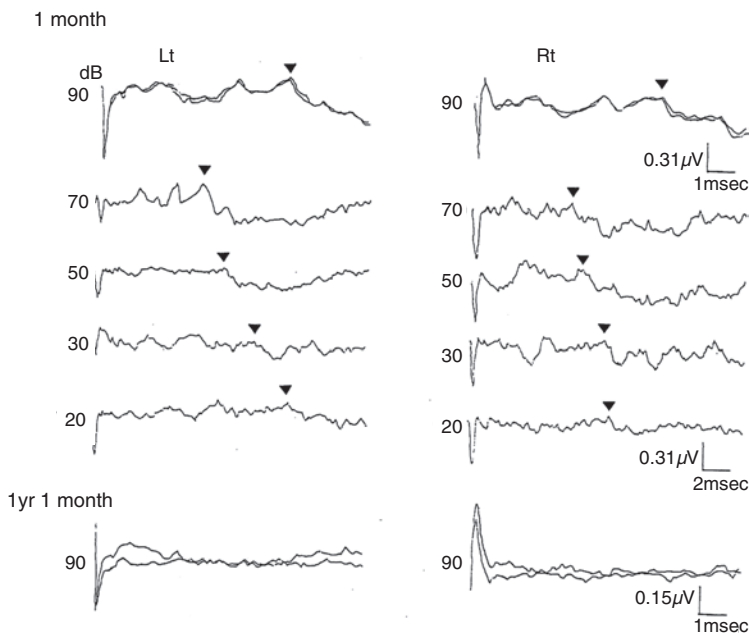 1 month
Lt
Rt
dB
90
90
0.31μV
1msec
70
70
50
50
30
30
20
20
0.31μV
2msec
1yr 1 month
90
90
0.15μV
1msec